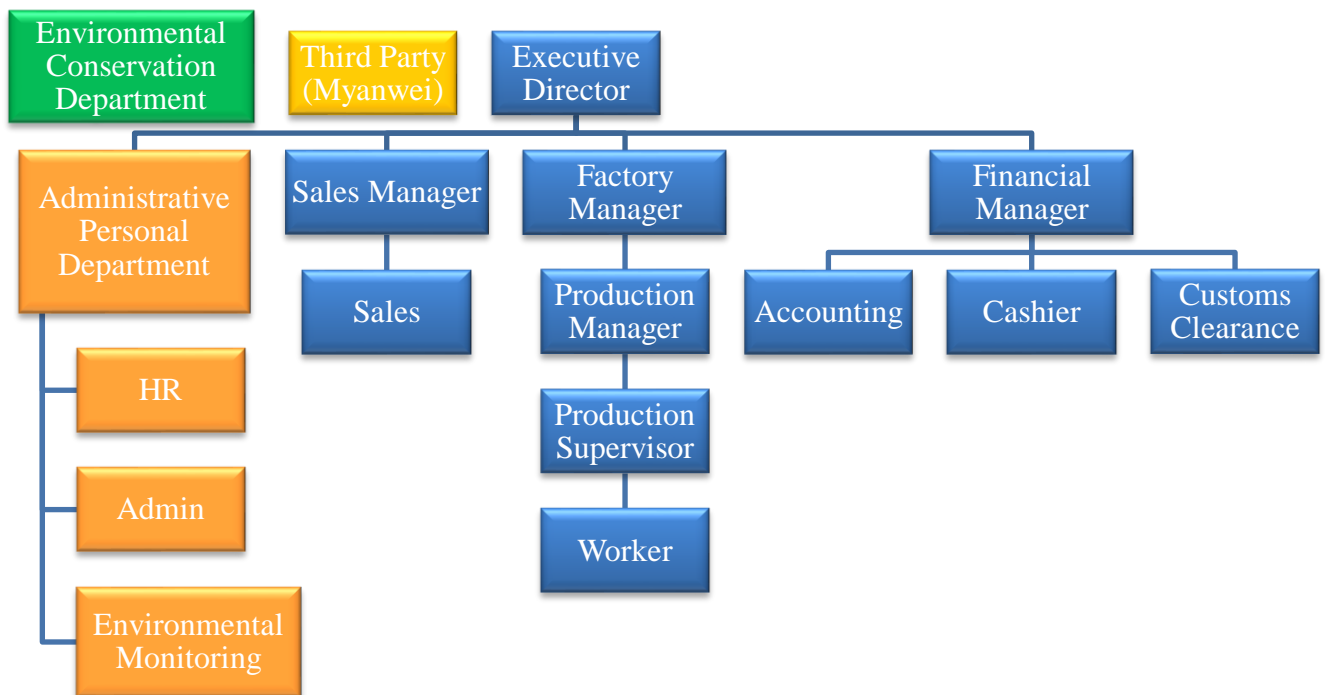 Environmental
Conservation
Department
Third Party
(Myanwei)
Executive
Director
Administrative
Personal
Department
Sales Manager
Factory
Manager
Financial
Manager
Sales
Production
Manager
Accounting
Cashier
Customs
Clearance
HR
Production
Supervisor
Admin
Worker
Environmental
Monitoring